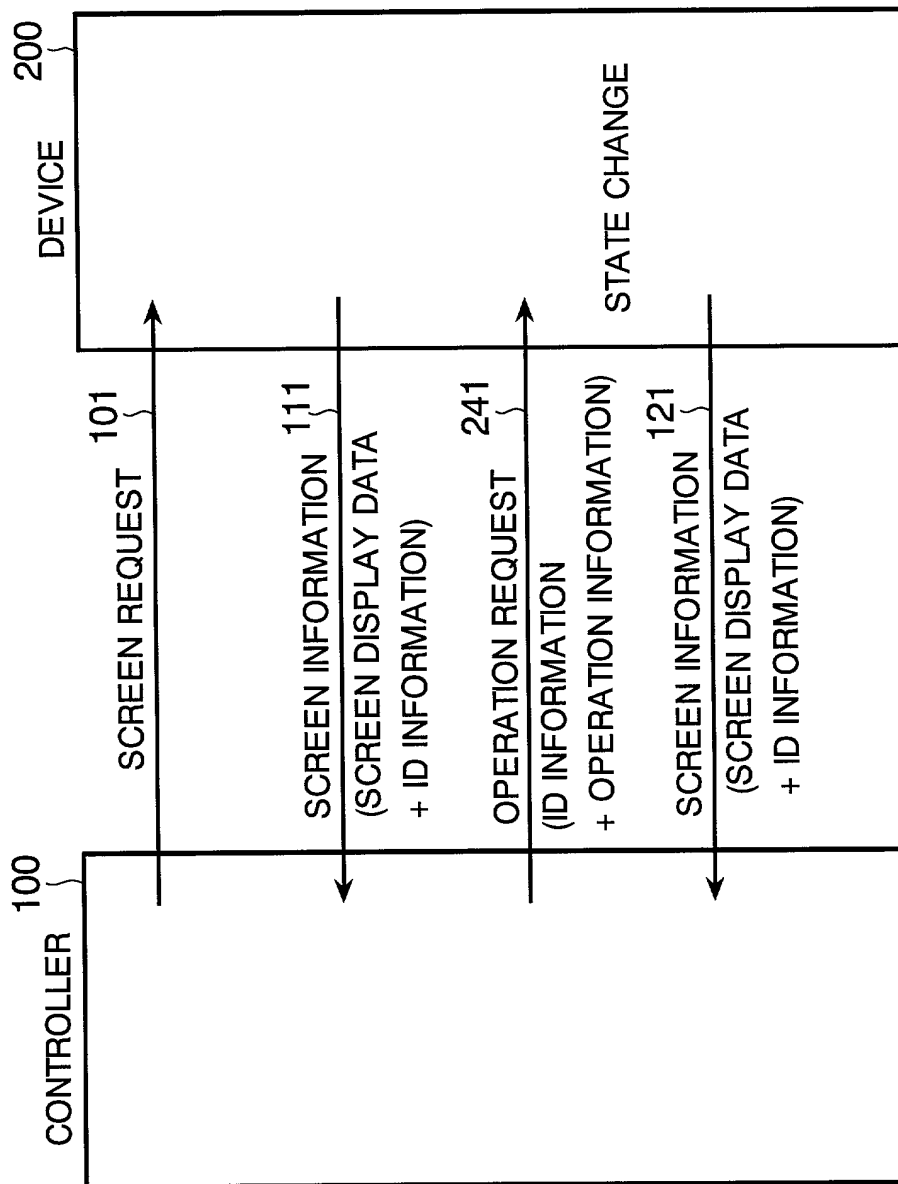 CONTROLLER
100
DEVICE
200
SCREEN REQUEST
101
SCREEN INFORMATION
111
(SCREEN DISPLAY DATA
+ ID INFORMATION)
OPERATION REQUEST
241
(ID INFORMATION
+ OPERATION INFORMATION)
STATE CHANGE
SCREEN INFORMATION
121
(SCREEN DISPLAY DATA
+ ID INFORMATION)